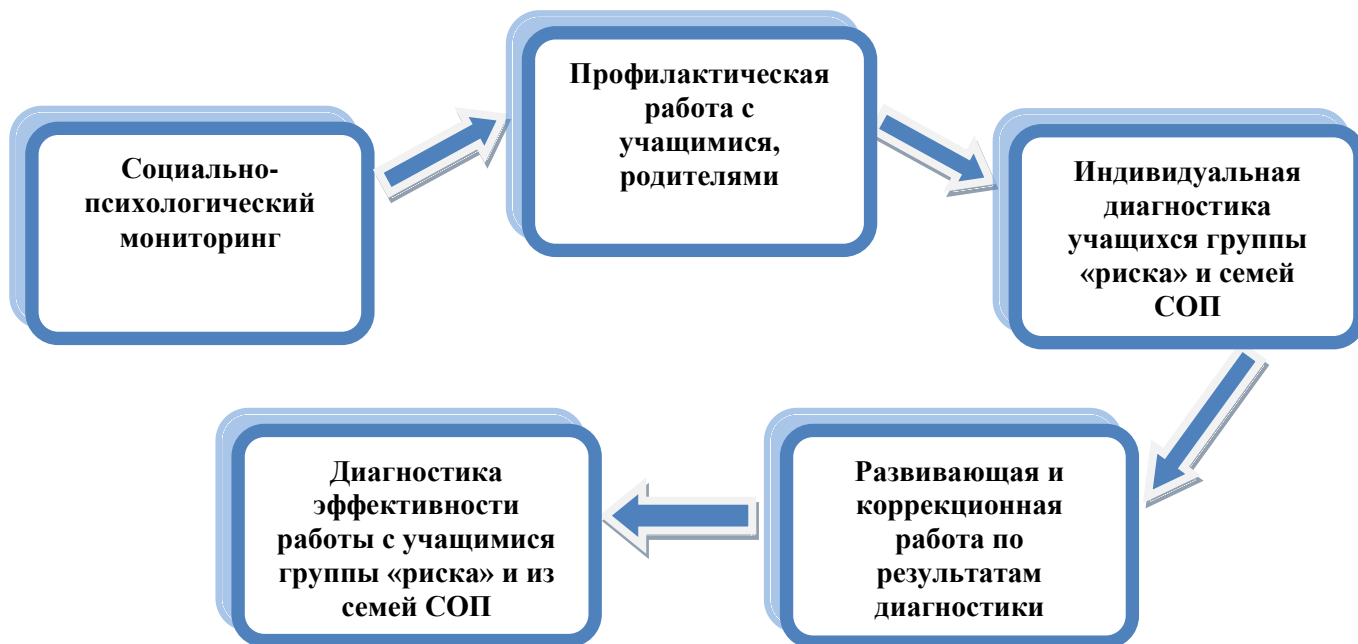 Социально-
психологический
мониторинг
Профилактическая
работа с
учащимися,
родителями
Индивидуальная
диагностика
учащихся группы
«риска» и семей
СОП
Развивающая и
коррекционная
работа по
результатам
диагностики
Диагностика
эффективности
работы с учащимися
группы «риска» и из
семей СОП